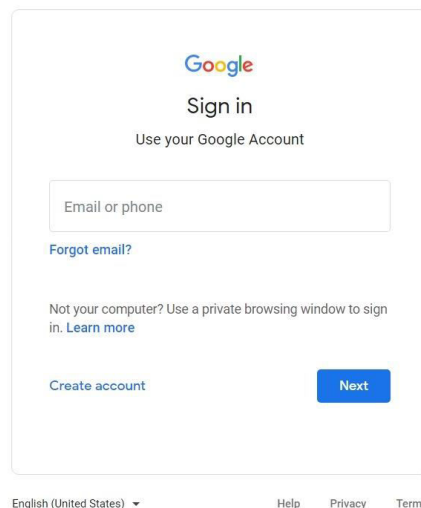 Google
Sign in
Use your Google Account
Email or phone
Forgot email?
Not your computer? Use a private browsing window to sign
in. Learn more
Create account
Next
English (United States)
Help
Privacy
Term